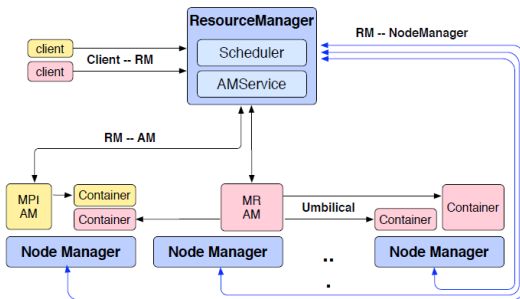 ResourceManager
RM -- NodeManager
client
Client -- RM
Scheduler
client
AMService
RM -- AM
MPI
AM
Container
Container
MR
AM
Umbilical
Container
Container
Node Manager
Node Manager
..
.
Node Manager